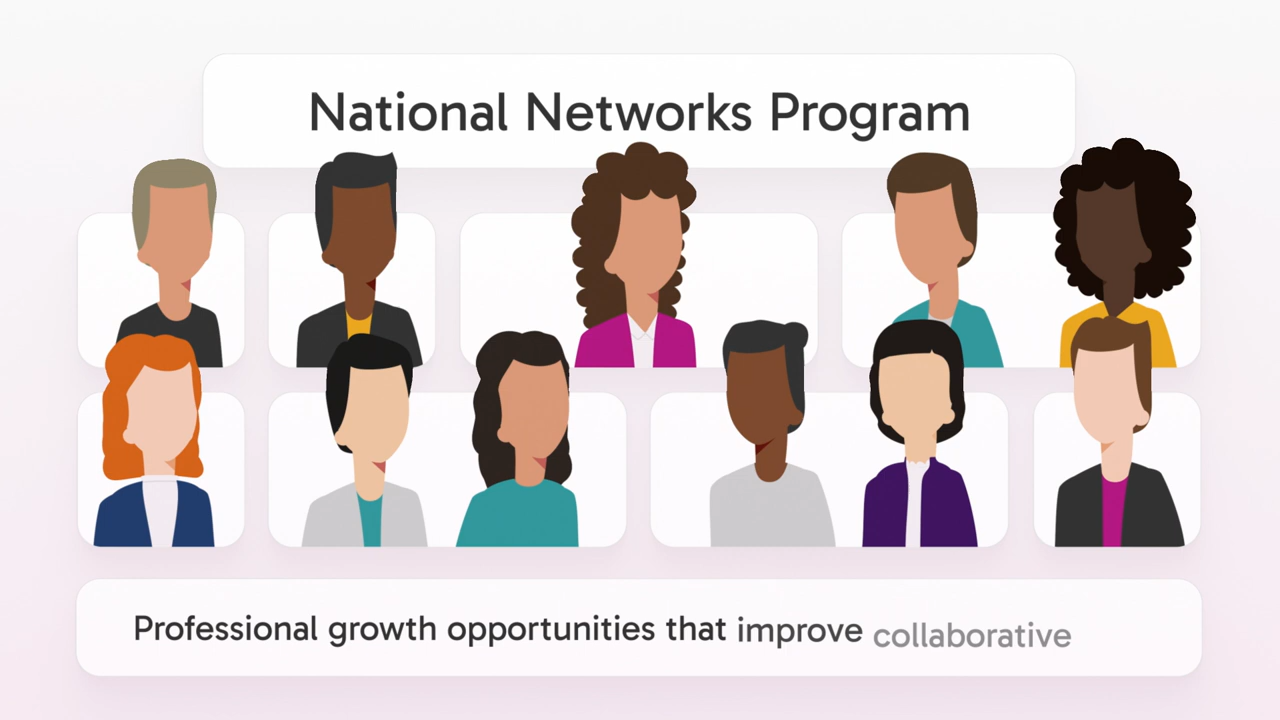 National Networks Program
Professional growth opportunities that improve collaborative